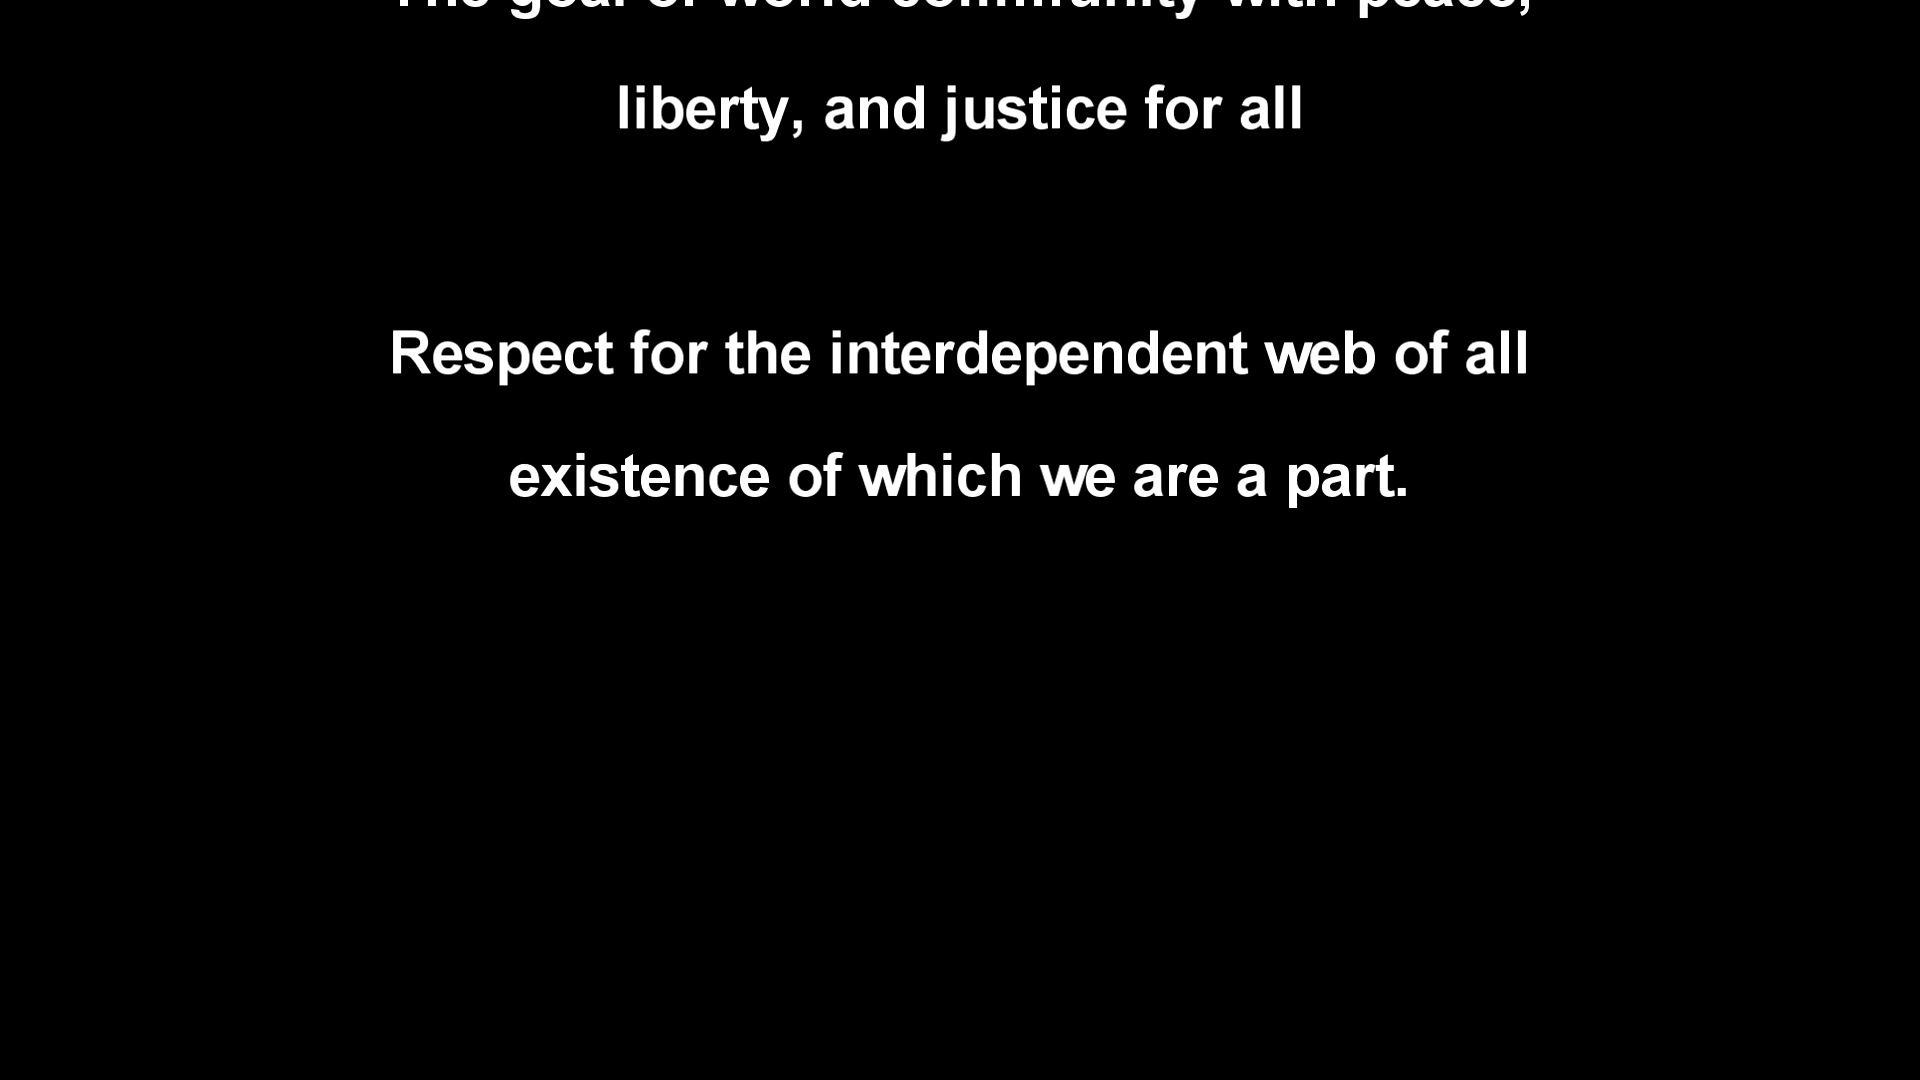 The goal of world community with peace,
liberty, and justice for all
Respect for the interdependent web of all
existence of which we are a part.